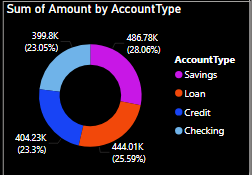 Sum of Amount by AccountType
399.8K
(23.05%)
486.78K
(28.06%)
AccountType
Savings
Loan
Credit
Checking
404.23K
(23.3%)
444.01K
(25.59%)